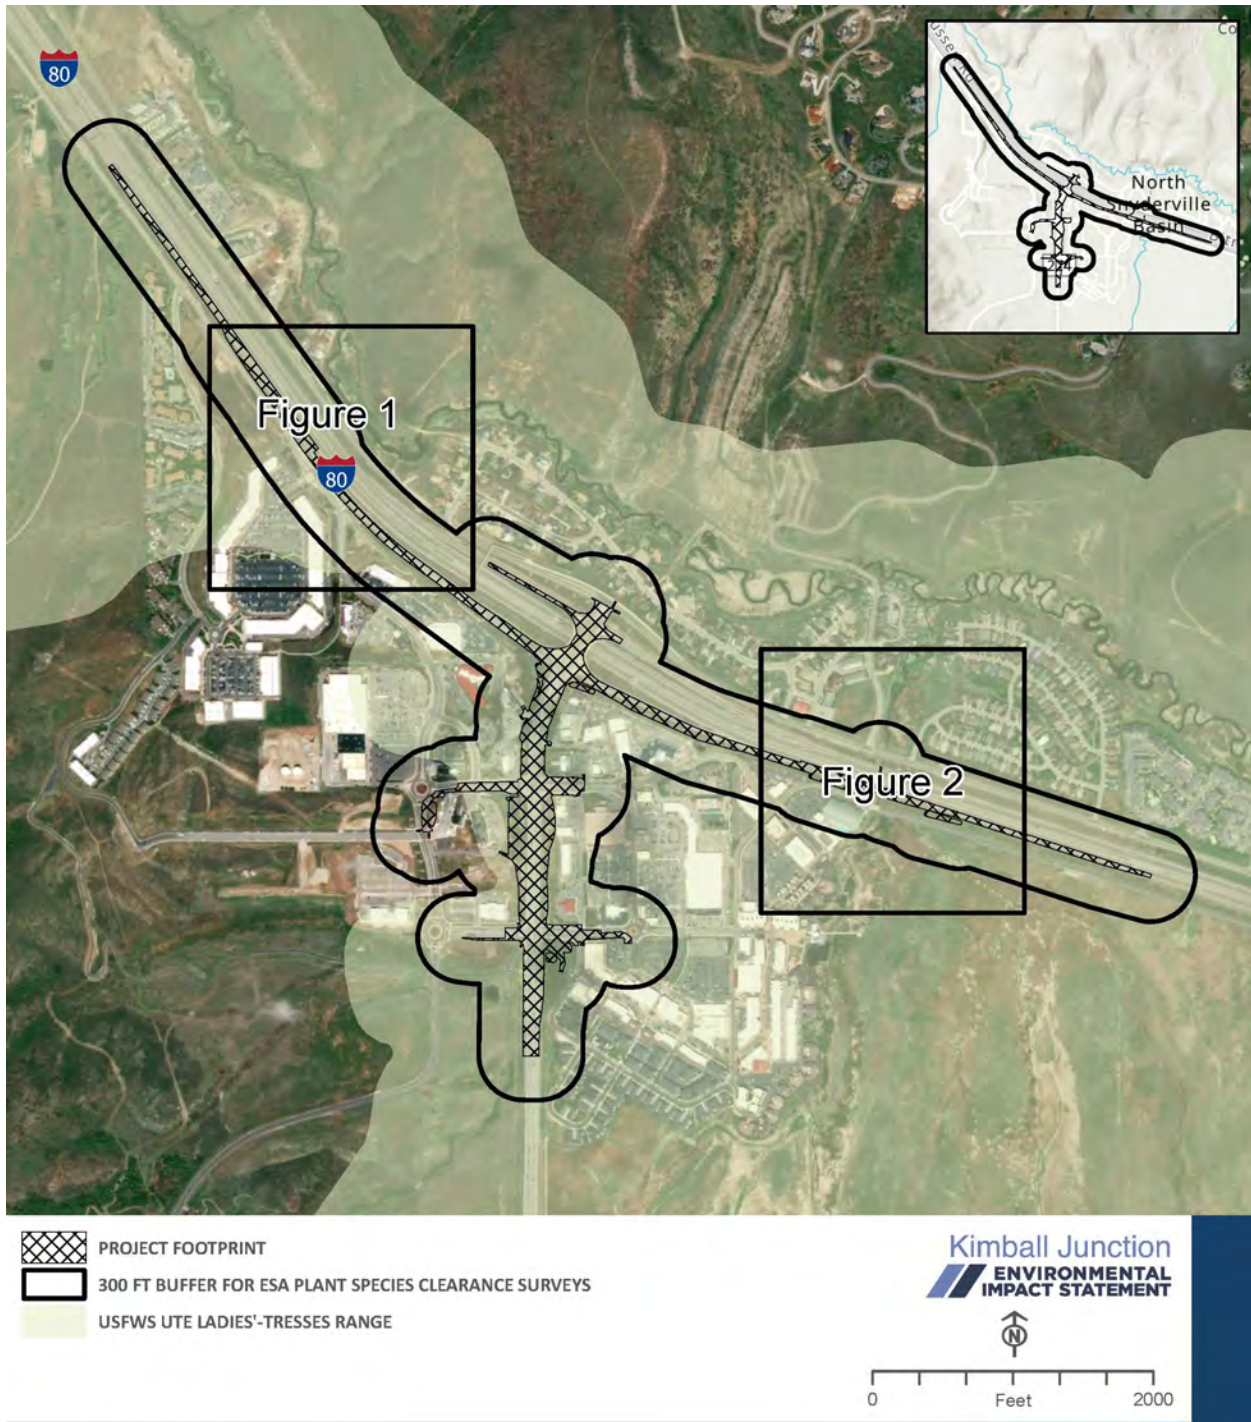 80
Co
North
Snyderville
Basin
Figure 1
80
Figure 2
PROJECT FOOTPRINT
300 FT BUFFER FOR ESA PLANT SPECIES CLEARANCE SURVEYS
USFWS UTE LADIES'-TRESSES RANGE
Kimball Junction
ENVIRONMENTAL
IMPACT STATEMENT
N
0 Feet 2000